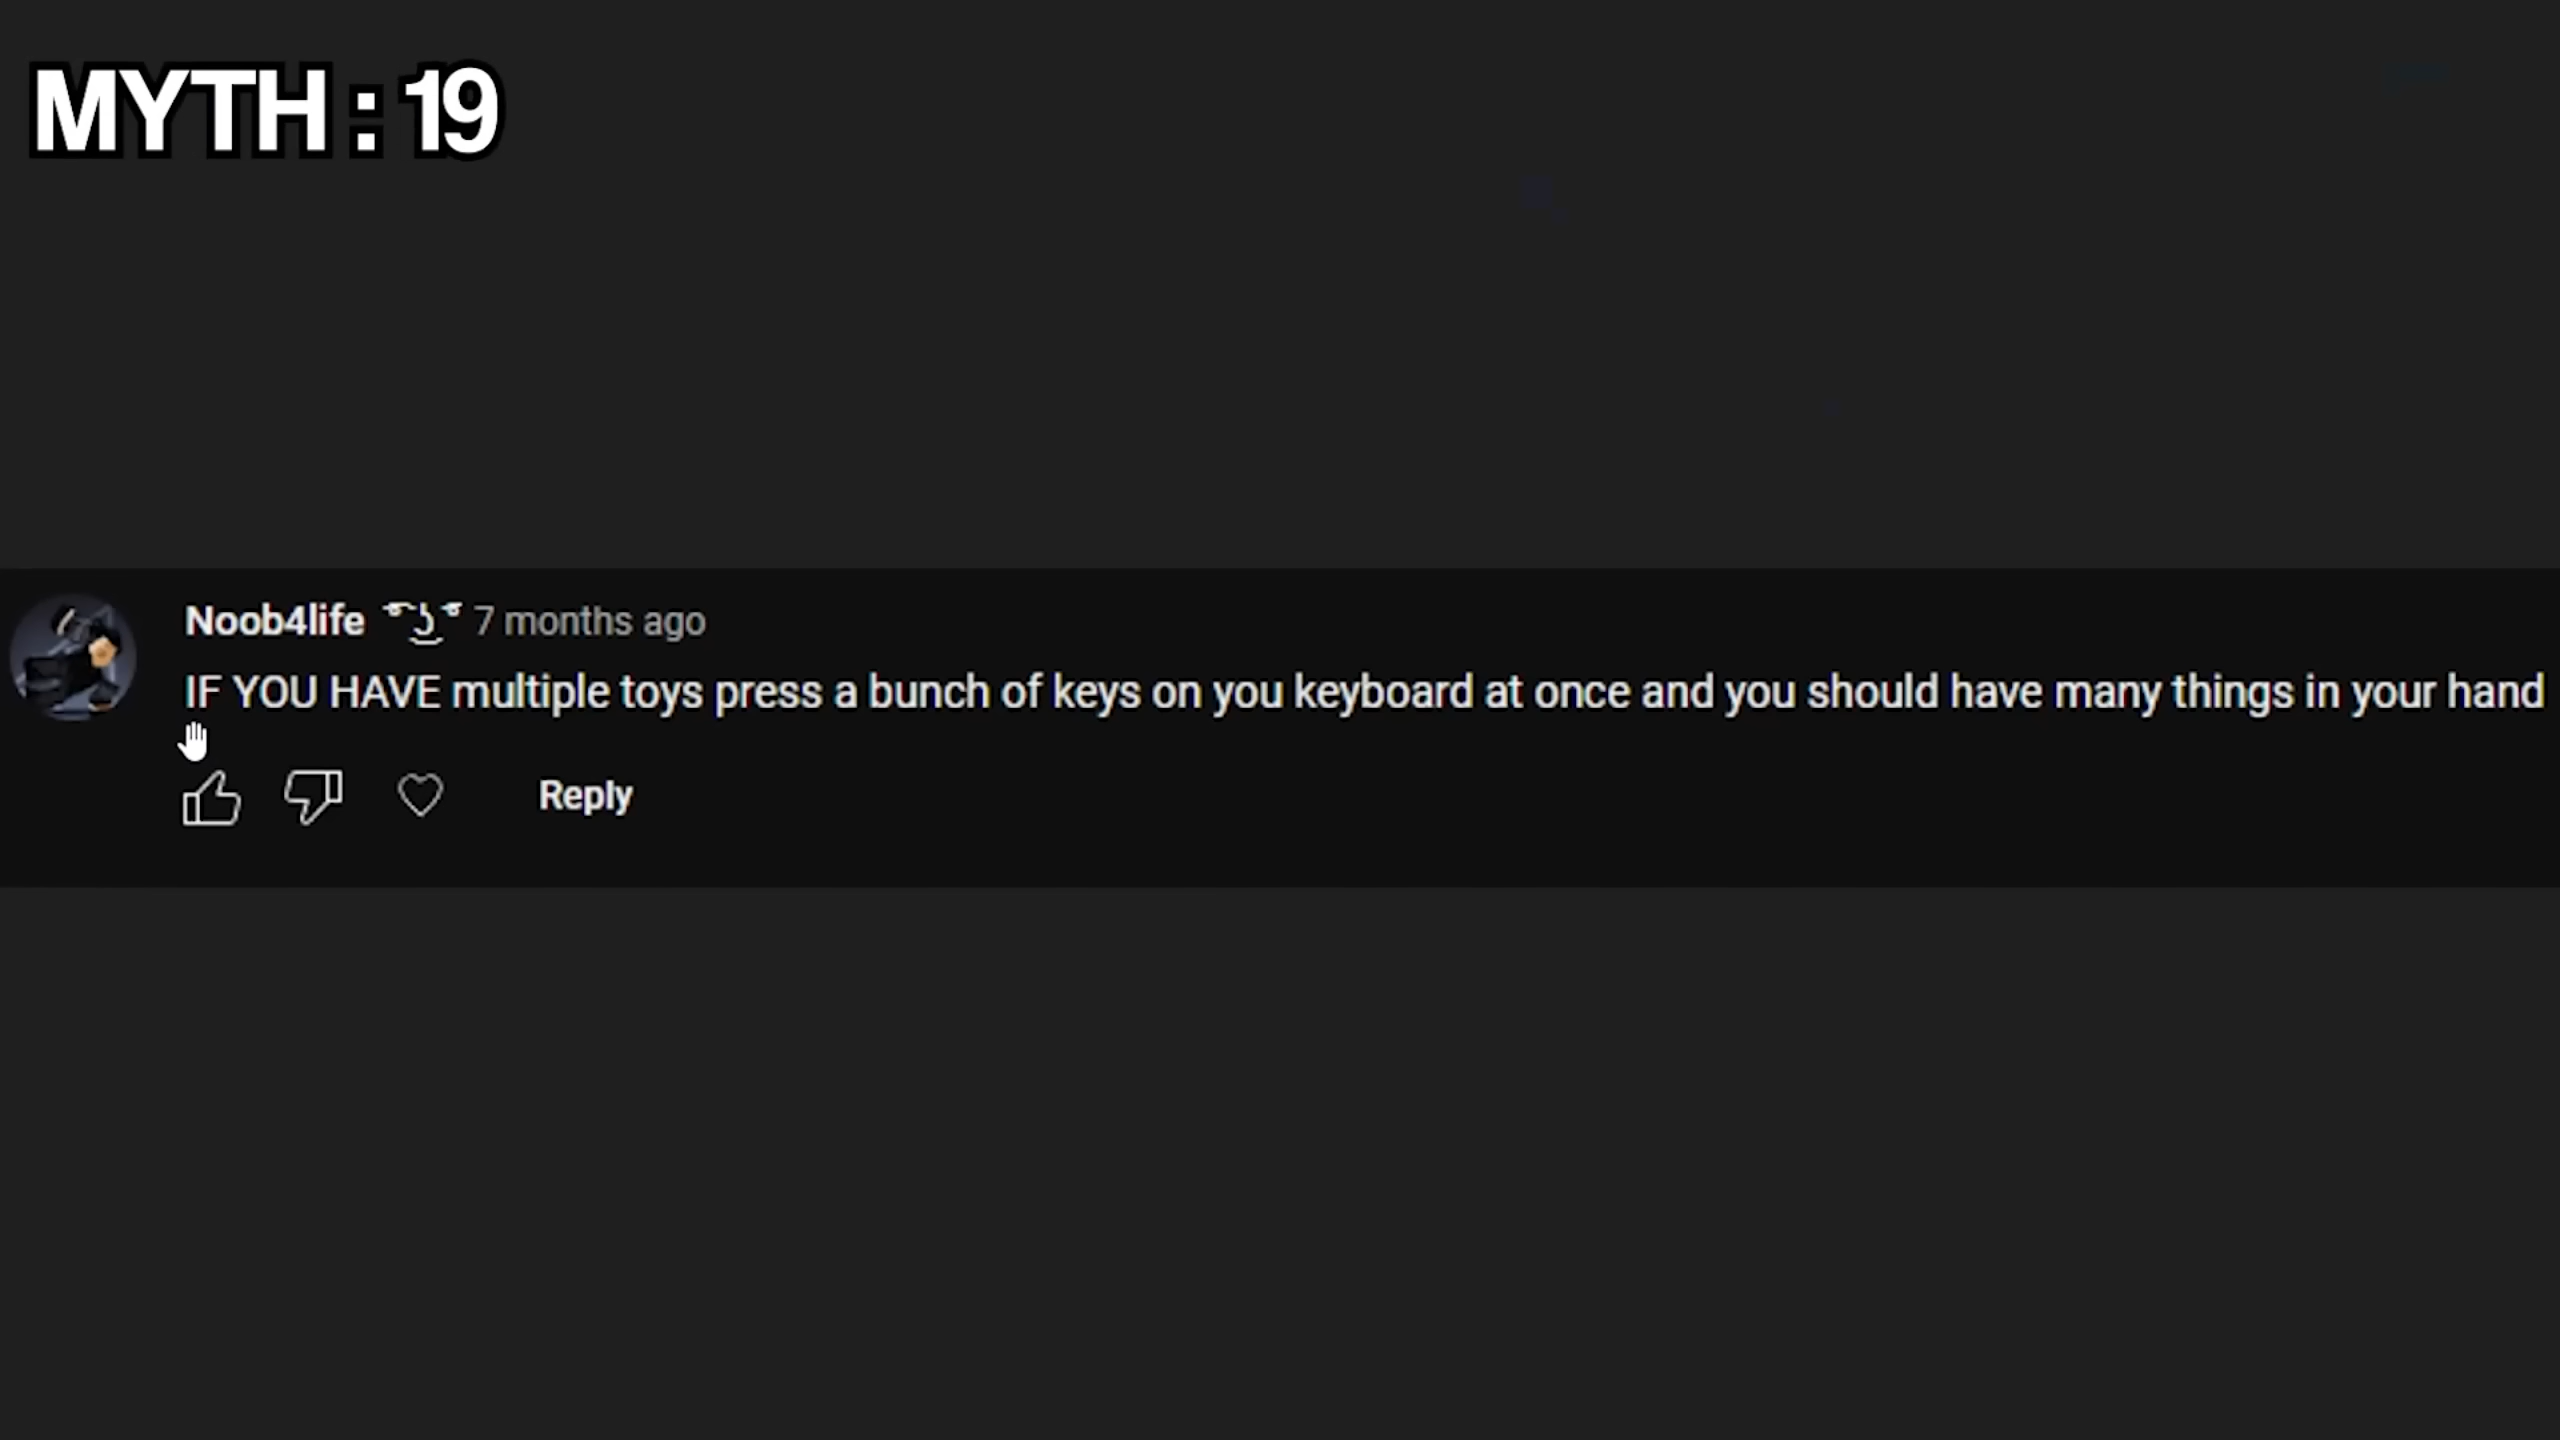 MYTH : 19
Noob4life ͡° ͜ʖ ͡° 7 months ago
IF YOU HAVE multiple toys press a bunch of keys on you keyboard at once and you should have many things in your hand
Reply